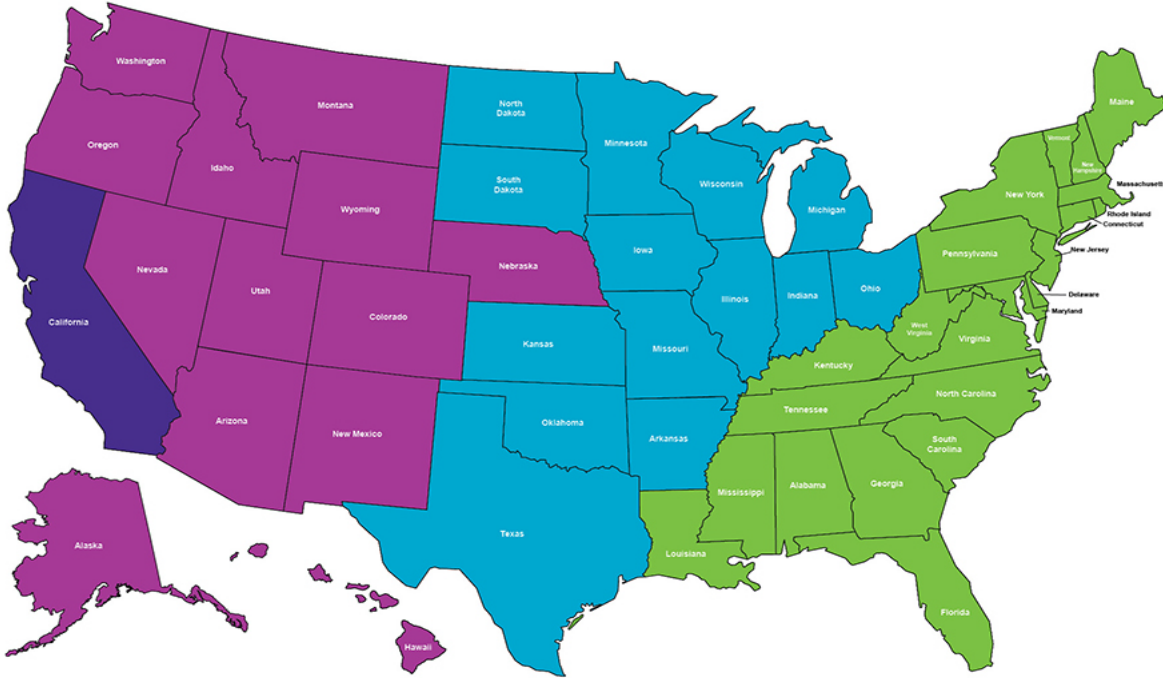 Washington
Montana
North
Dakota
Minnesota
Maine
Oregon
Idaho
South
Dakota
Wisconsin
Vermont
New
Hampshire
Massachusett
Wyoming
Michigan
New York
Rhode Island
Connecticut
Iowa
Pennsylvania
New Jersey
Nevada
Utah
Nebraska
Illinois
Indiana
Ohio
Delaware
Maryland
California
Colorado
Kansas
Missouri
West
Virginia
Virginia
Kentucky
North Carolina
Tennessee
Arizona
New Mexico
Oklahoma
Arkansas
South
Carolina
Mississippi
Alabama
Georgia
Texas
Louisiana
Alaska
Florida
Hawaii